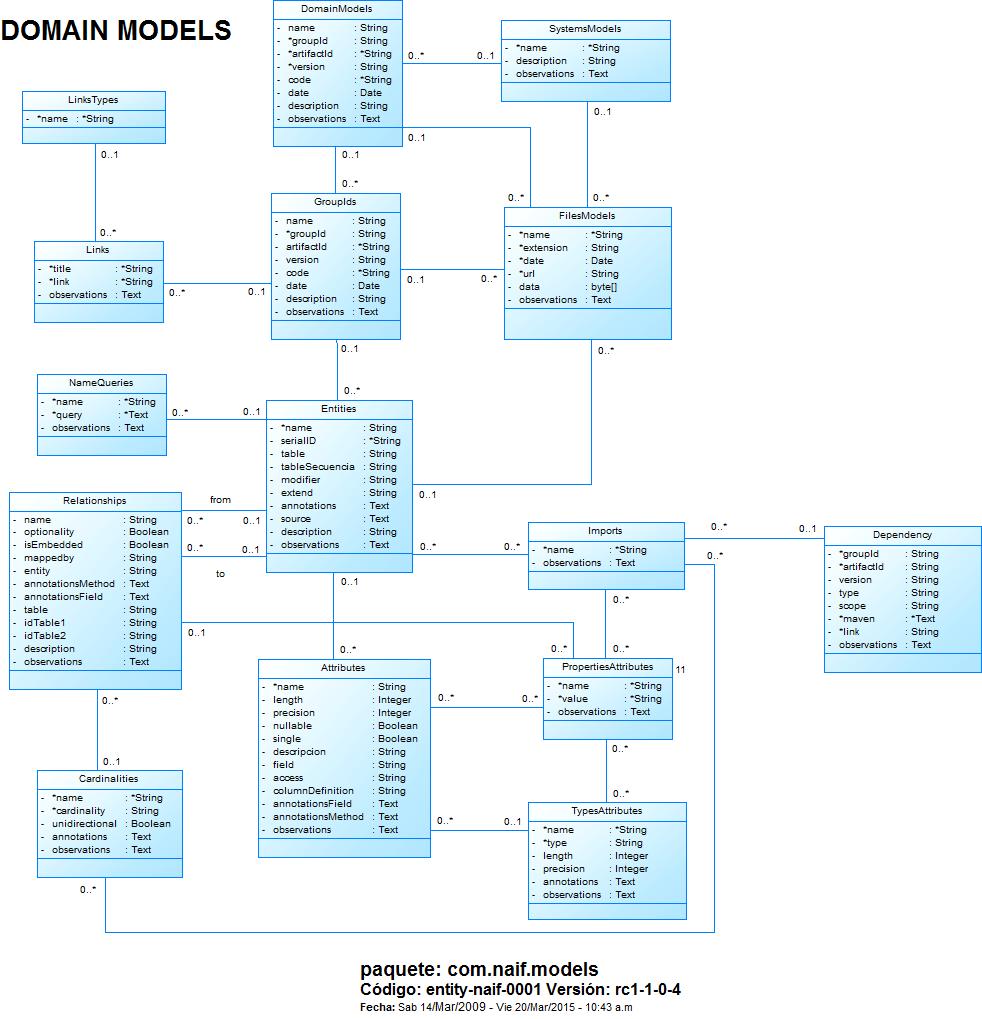 DOMAIN MODELS
DomainModels
- name : String
- *groupId : String
- *artifactId : *String
- *version : String
- code : *String
- date : Date
- description : String
- observations : Text
0..*
0..1
SystemsModels
- *name : *String
- description : String
- observations : Text
0..1
LinksTypes
- *name : *String
0..1
0..1
0..1
0..*
0..*
0..*
GroupIds
- name : String
- *groupId : String
- artifactId : *String
- version : String
- code : *String
- date : Date
- description : String
- observations : Text
FilesModels
- *name : *String
- *extension : String
- *date : Date
- *url : String
- data : byte[]
- observations : Text
0..*
Links
- *title : *String
- *link : *String
- observations : Text
0..*
0..1
0..1
0..*
0..1
0..*
0..*
NameQueries
- *name : *String
- *query : *Text
- observations : Text
0..*
0..1
Entities
- *name : String
- serialID : *String
- table : String
- tableSecuencia : String
- modifier : String
- extend : String
- annotations : Text
- source : Text
- description : String
- observations : Text
0..1
Relationships
- name : String
- optionality : Boolean
- isEmbedded : Boolean
- mappedby : String
- entity : String
- annotationsMethod : Text
- annotationsField : Text
- table : String
- idTable1 : String
- idTable2 : String
- description : String
- observations : Text
from
0..*
0..1
0..*
0..1
to
0..*
0..*
Imports
- *name : *String
- observations : Text
0..*
0..1
0..*
Dependency
- *groupId : String
- *artifactId : *String
- version : String
- type : String
- scope : String
- *maven : *Text
- *link : String
- observations : Text
0..1
0..*
0..1
0..*
0..*
0..*
Attributes
- *name : String
- length : Integer
- precision : Integer
- nullable : Boolean
- single : Boolean
- descripcion : String
- field : String
- access : String
- columnDefinition : String
- annotationsField : Text
- annotationsMethod : Text
- observations : Text
PropertiesAttributes
11
- *name : *String
- *value : *String
- observations : Text
0..*
0..*
0..*
0..1
0..*
0..*
Cardinalities
- *name : *String
- *cardinality : String
- unidirectional : Boolean
- annotations : Text
- observations : Text
0..*
0..*
0..1
TypesAttributes
- *name : *String
- *type : String
- length : Integer
- precision : Integer
- annotations : Text
- observations : Text
paquete: com.naif.models
Código: entity-naif-0001 Versión: rc1-1-0-4
Fecha: Sab 14/Mar/2009 - Vie 20/Mar/2015 - 10:43 a.m